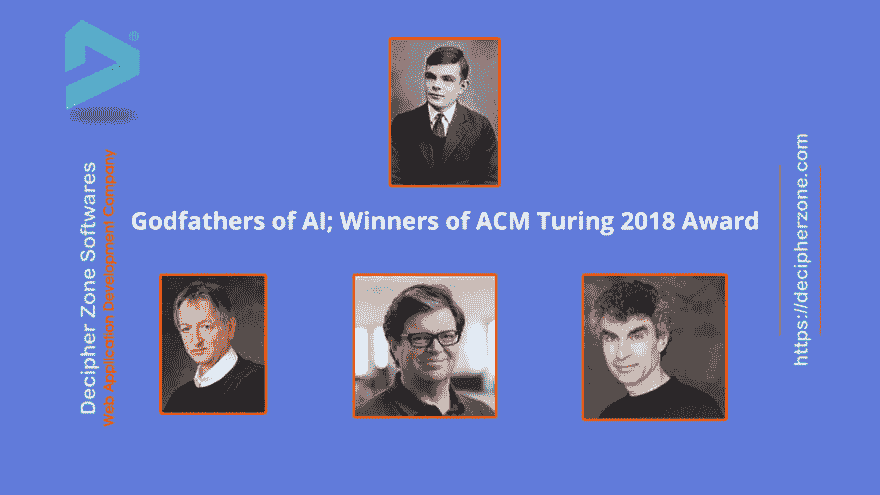 Decipher Zone Softwares
Web Application Development Company
Godfathers of AI; Winners of ACM Turing 2018 Award
https://decipherzone.com
®